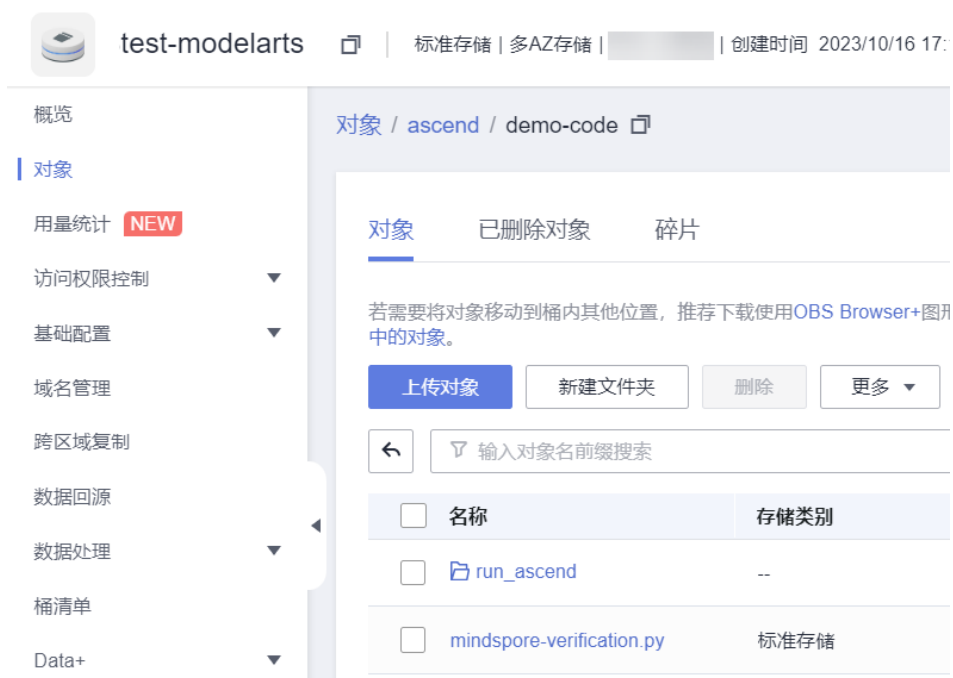 test-modelarts
标准存储 | 多AZ存储 | | 创建时间 2023/10/16 17:
概览
对象
用量统计 NEW
访问权限控制
基础配置
域名管理
跨区域复制
数据回源
数据处理
桶清单
Data+
对象 / ascend / demo-code
对象 已删除对象 碎片
若需要将对象移动到桶内其他位置，推荐下载使用OBS Browser+图形
中的对象。
上传对象 新建文件夹 删除 更多
输入对象名前缀搜索
名称 存储类别
run_ascend --
mindspore-verification.py 标准存储